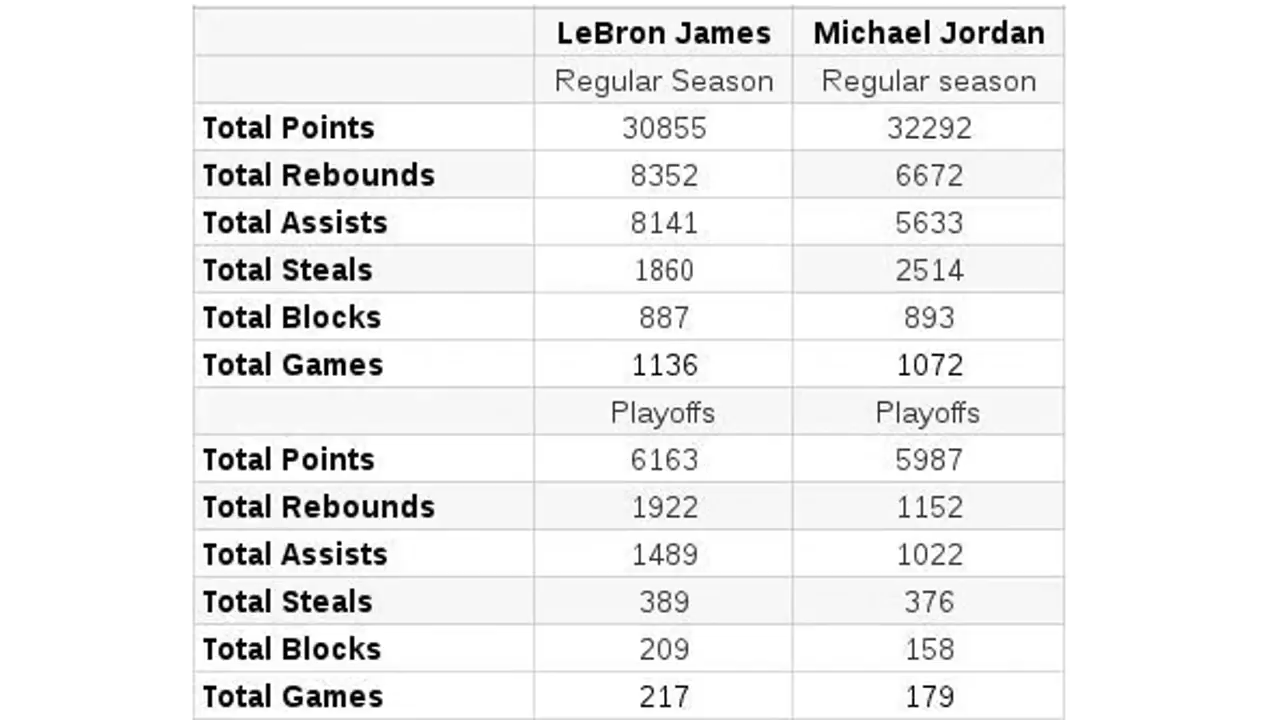 LeBron James Michael Jordan
Regular Season Regular season
Total Points 30855 32292
Total Rebounds 8352 6672
Total Assists 8141 5633
Total Steals 1860 2514
Total Blocks 887 893
Total Games 1136 1072
Playoffs Playoffs
Total Points 6163 5987
Total Rebounds 1922 1152
Total Assists 1489 1022
Total Steals 389 376
Total Blocks 209 158
Total Games 217 179